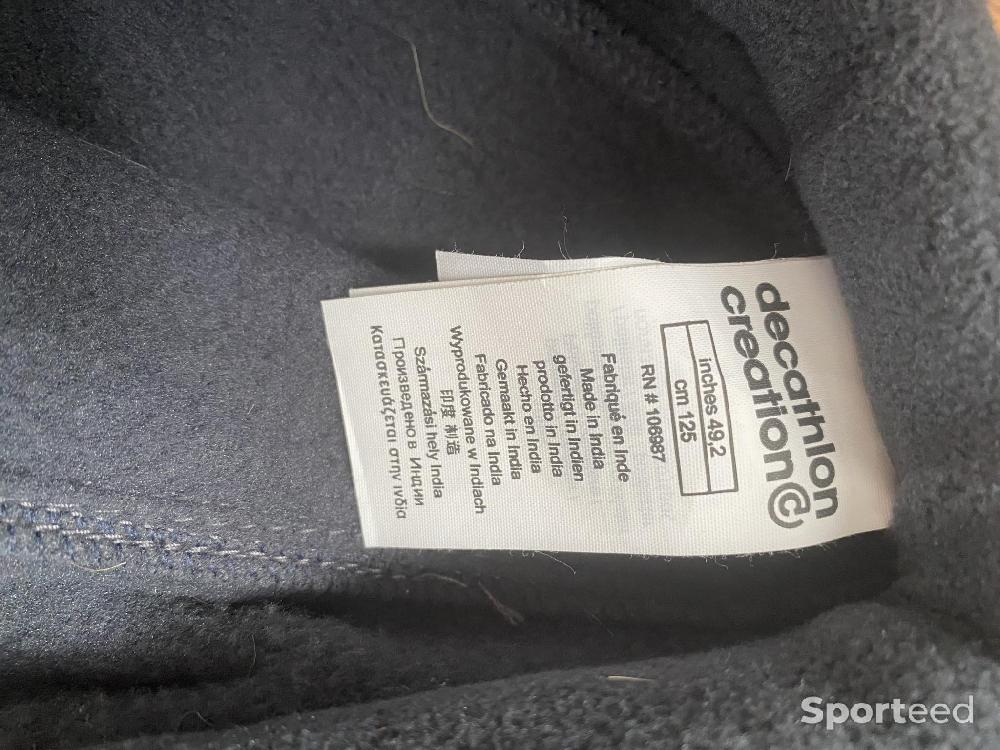 decathlon
creation©
inches 49.2
cm 125
RN # 106987
Fabriqué en Inde
Made in India
gefertigt in Indien
prodotto in India
Hecho en India
Gemaakt in India
Fabricado na India
Wyprodukowane w Indiach
印度 制造
Származási hely India
Произведено в Индии
Κατασκευάζεται στην ινδία
Sporteed